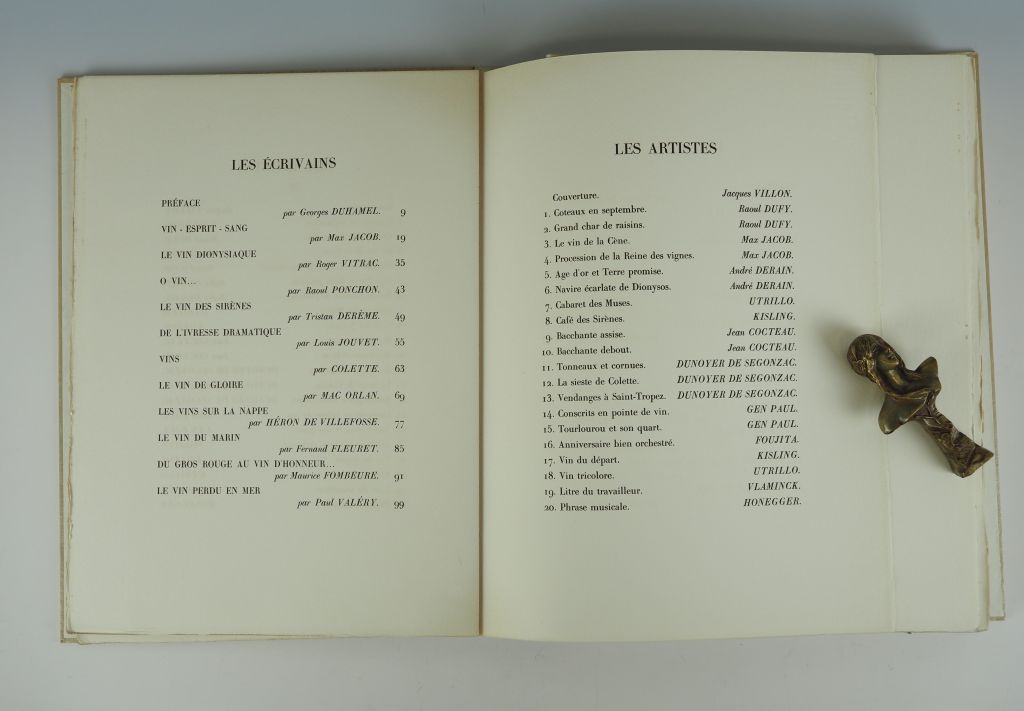 LES ÉCRIVAINS
PRÉFACE
par Georges DUHAMEL. 9
VIN - ESPRIT - SANG
par Max JACOB. 19
LE VIN DIONYSIAQUE
par Roger VITRAC. 35
O VIN...
par Raoul PONCHON. 43
LE VIN DES SIRÈNES
par Tristan DERÈME. 49
DE L'IVRESSE DRAMATIQUE
par Louis JOUVET. 55
VINS
par COLETTE. 63
LE VIN DE GLOIRE
par MAC ORLAN. 69
LES VINS SUR LA NAPPE
par HÉRON DE VILLEFOSSE. 77
LE VIN DU MARIN
par Fernand FLEURET. 85
DU GROS ROUGE AU VIN D'HONNEUR...
par Maurice FOMBEURE. 91
LE VIN PERDU EN MER
par Paul VALÉRY. 99
LES ARTISTES
Couverture. Jacques VILLON.
1. Coteaux en septembre. Raoul DUFY.
2. Grand char de raisins. Raoul DUFY.
3. Le vin de la Cène. Max JACOB.
4. Procession de la Reine des vignes. Max JACOB.
5. Age d'or et Terre promise. André DERAIN.
6. Navire écarlate de Dionysos. André DERAIN.
7. Cabaret des Muses. UTRILLO.
8. Café des Sirènes. KISLING.
9. Bacchante assise. Jean COCTEAU.
10. Bacchante debout. Jean COCTEAU.
11. Tonneaux et cornues. DUNOYER DE SEGONZAC.
12. La sieste de Colette. DUNOYER DE SEGONZAC.
13. Vendanges à Saint-Tropez. DUNOYER DE SEGONZAC.
14. Conscrits en pointe de vin. GEN PAUL.
15. Tourlourou et son quart. GEN PAUL.
16. Anniversaire bien orchestré. FOUJITA.
17. Vin du départ. KISLING.
18. Vin tricolore. UTRILLO.
19. Litre du travailleur. VLAMINCK.
20. Phrase musicale. HONEGGER.